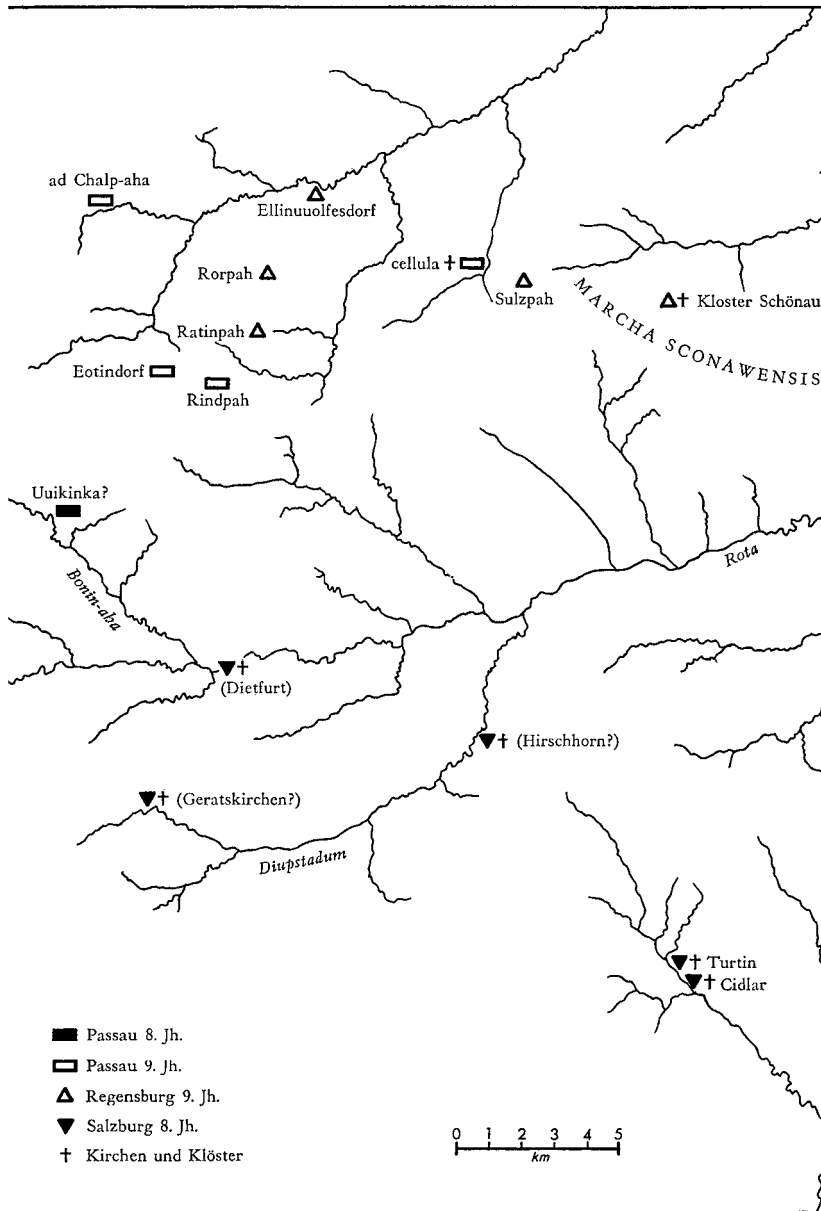 ad Chalp-aha
Ellinuuolfesdorf
Rorpah
cellula †
Sulzpah
† Kloster Schönau
MARCHA SCONAWENSIS
Ratinpah
Eotindorf
Rindpah
Uuikinka?
Bonin-aha
Rota
†
(Dietfurt)
† (Hirschhorn?)
† (Geratskirchen?)
Diupstadum
† Turtin
† Cidlar
Passau 8. Jh.
Passau 9. Jh.
Regensburg 9. Jh.
Salzburg 8. Jh.
† Kirchen und Klöster
0 1 2 3 4 5
km